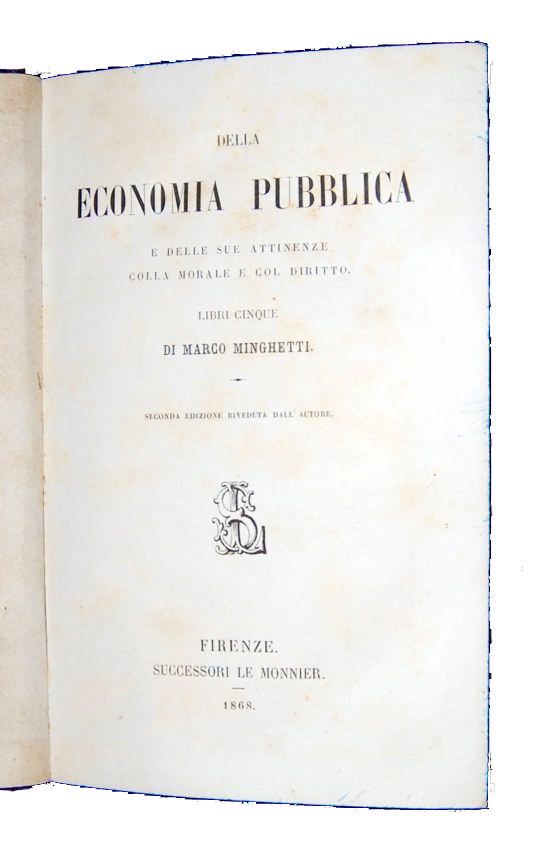 DELLA
ECONOMIA PUBBLICA
E DELLE SUE ATTINENZE
COLLA MORALE E COL DIRITTO.
LIBRI CINQUE
DI MARCO MINGHETTI.
SECONDA EDIZIONE RIVEDUTA DALL' AUTORE.
FIRENZE.
SUCCESSORI LE MONNIER.
1868.